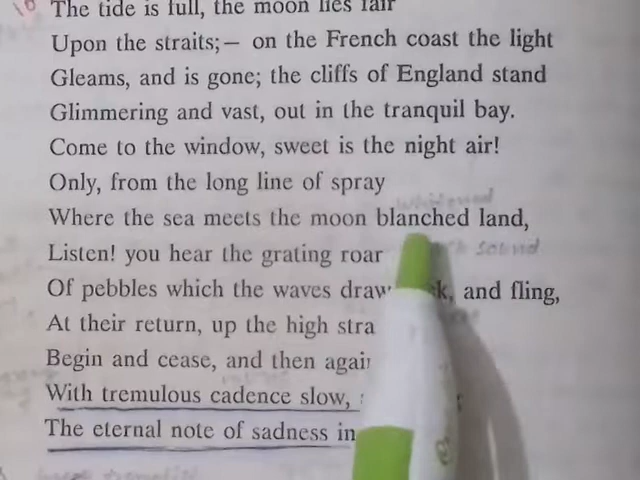 The tide is full, the moon lies fair
Upon the straits;— on the French coast the light
Gleams, and is gone; the cliffs of England stand
Glimmering and vast, out in the tranquil bay.
Come to the window, sweet is the night air!
Only, from the long line of spray
Where the sea meets the moon blanched land,
sound
Listen! you hear the grating roar
Of pebbles which the waves draw k, and fling,
At their return, up the high stra
Begin and cease, and then agai
With tremulous cadence slow,
The eternal note of sadness in